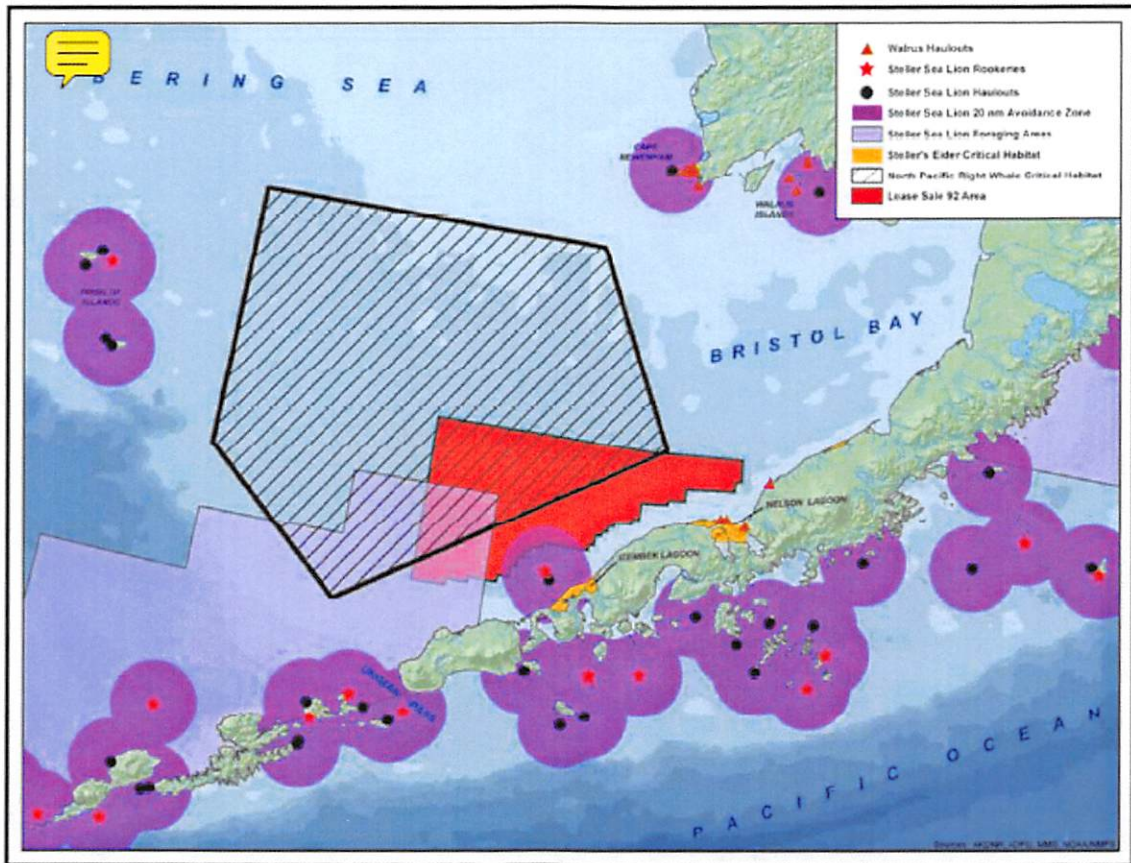 BERING SEA
Walrus Haulouts
Steller Sea Lion Rookeries
Steller Sea Lion Haulouts
Steller Sea Lion 20 nm Avoidance Zone
Steller Sea Lion Foraging Areas
Steller's Eider Critical Habitat
North Pacific Right Whale Critical Habitat
Lease Sale 92 Area
CAPE
NEWENHAM
WALRUS
ISLANDS
ISLANDS
BRISTOL BAY
NELSON LAGOON
IZEMBEK LAGOON
PACIFIC OCEAN